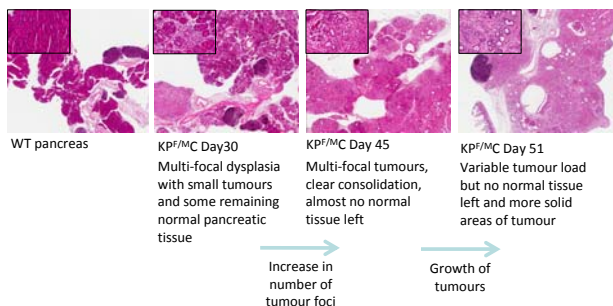 WT pancreas
KPF/MC Day30
Multi-focal dysplasia
with small tumours
and some remaining
normal pancreatic
tissue
KPF/MC Day 45
Multi-focal tumours,
clear consolidation,
almost no normal
tissue left
KPF/MC Day 51
Variable tumour load
but no normal tissue
left and more solid
areas of tumour
Increase in
number of
tumour foci
Growth of
tumours